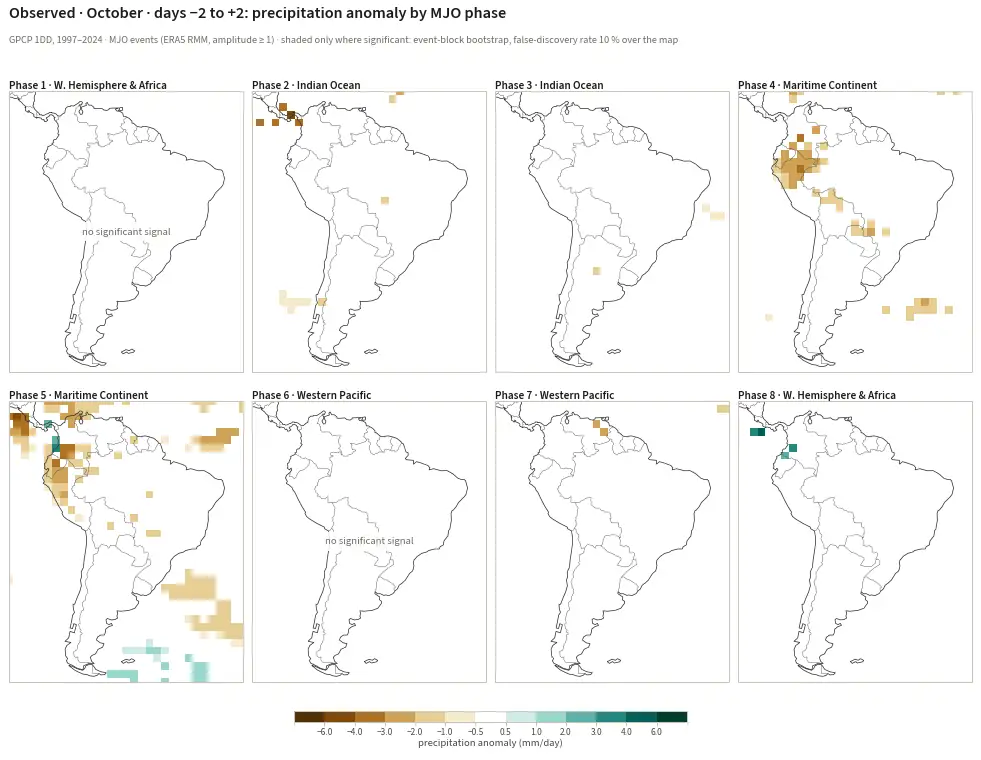 Observed · October · days −2 to +2: precipitation anomaly by MJO phase
GPCP 1DD, 1997–2024 · MJO events (ERA5 RMM, amplitude ≥ 1) · shaded only where significant: event-block bootstrap, false-discovery rate 10 % over the map
Phase 1 · W. Hemisphere & Africa
Phase 2 · Indian Ocean
Phase 3 · Indian Ocean
Phase 4 · Maritime Continent
no significant signal
Phase 5 · Maritime Continent
Phase 6 · Western Pacific
Phase 7 · Western Pacific
Phase 8 · W. Hemisphere & Africa
no significant signal
−6.0 −4.0 −3.0 −2.0 −1.0 −0.5 0.5 1.0 2.0 3.0 4.0 6.0
precipitation anomaly (mm/day)